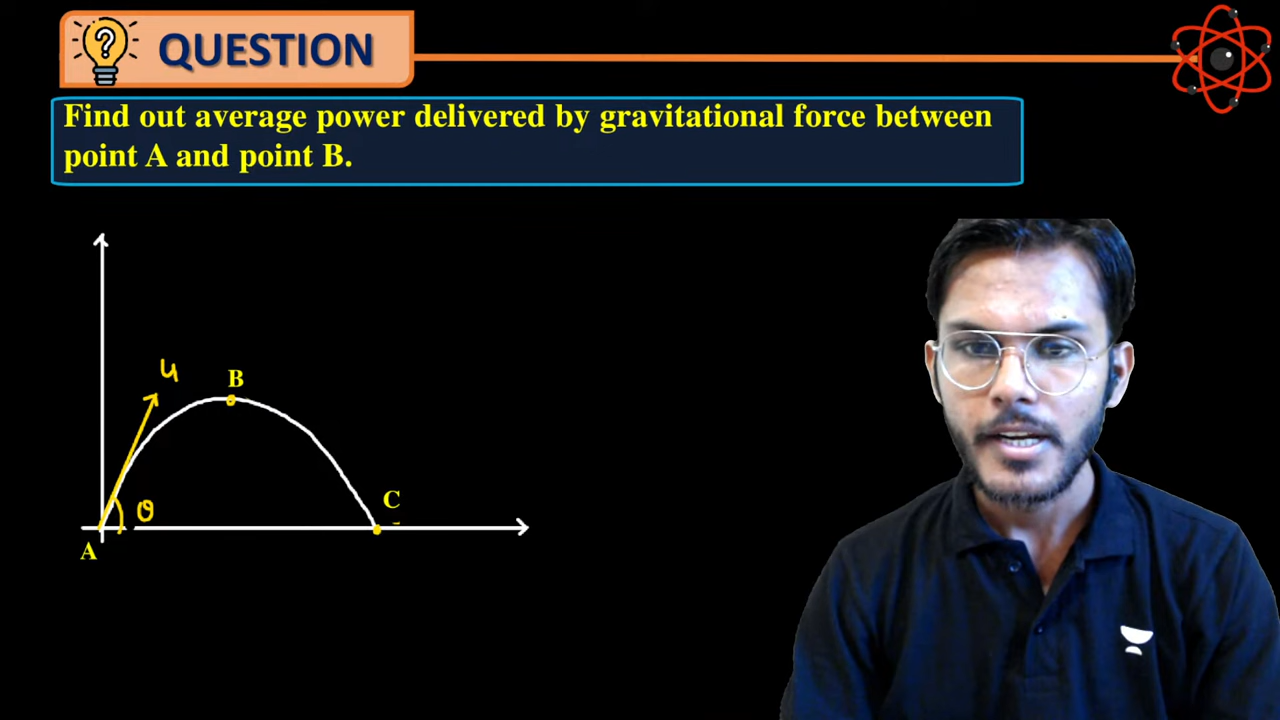 QUESTION
Find out average power delivered by gravitational force between
point A and point B.
u
B
C
θ
A